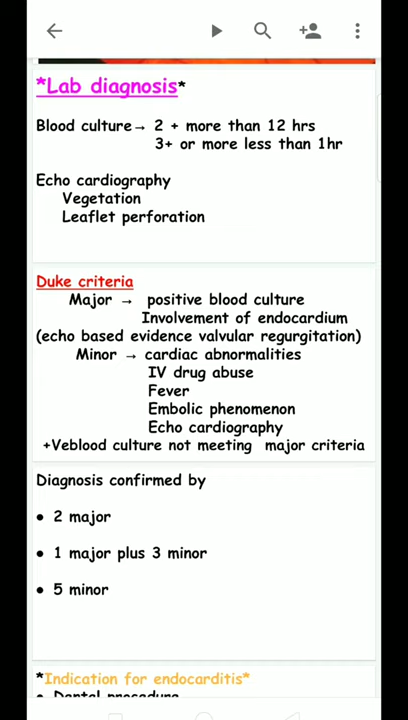 *Lab diagnosis*
Blood culture→ 2 + more than 12 hrs
3+ or more less than 1hr
Echo cardiography
Vegetation
Leaflet perforation
Duke criteria
Major → positive blood culture
Involvement of endocardium
(echo based evidence valvular regurgitation)
Minor → cardiac abnormalities
IV drug abuse
Fever
Embolic phenomenon
Echo cardiography
+Veblood culture not meeting major criteria
Diagnosis confirmed by
• 2 major
• 1 major plus 3 minor
• 5 minor
*Indication for endocarditis*
• Dental procedure